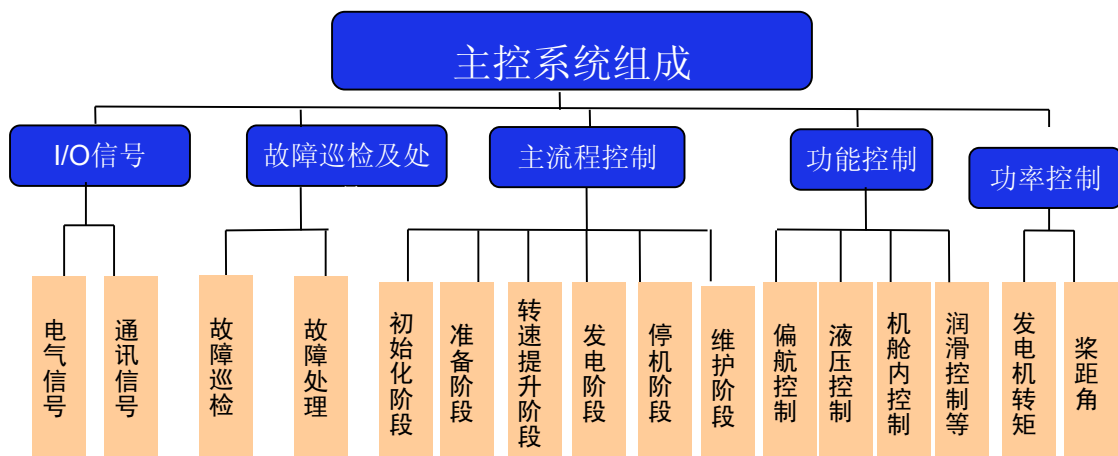 主控系统组成
I/O信号
故障巡检及处
主流程控制
功能控制
功率控制
电气信号
通讯信号
故障巡检
故障处理
初始化阶段
准备阶段
转速提升阶段
发电阶段
停机阶段
维护阶段
偏航控制
液压控制
机舱内控制
润滑控制等
发电机转矩
桨距角